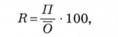 R = П / Ō · 100,